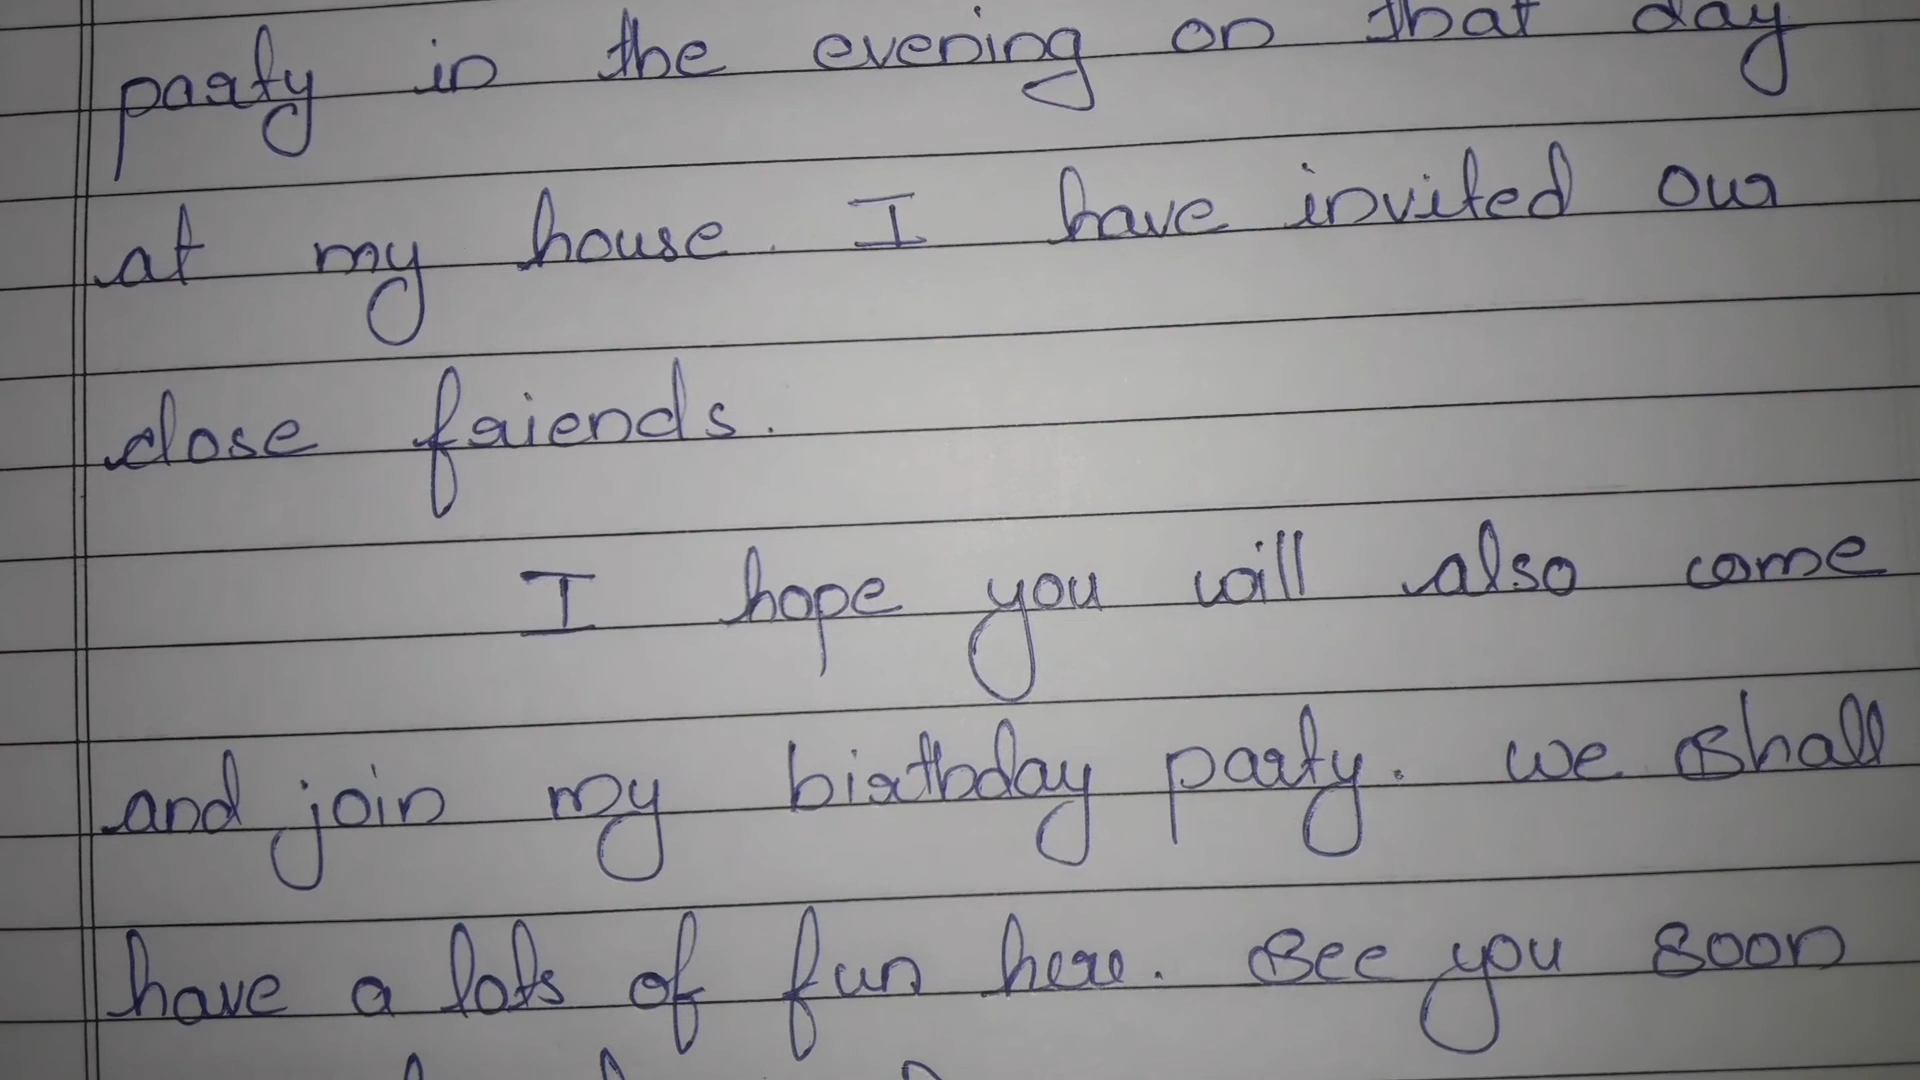 party in the evening on that day
at my house. I have invited our
close friends.
I hope you will also come
and join my birthday party. we shall
have a lots of fun here. See you soon